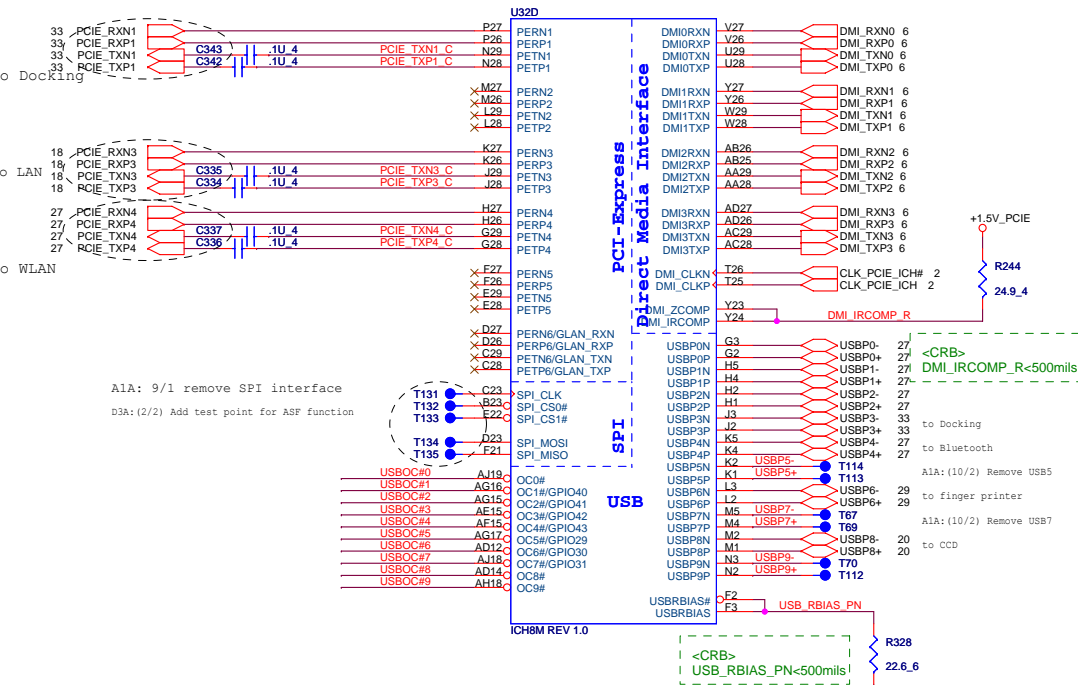 U32D
33 PCIE_RXN1 P27 PERN1
33 PCIE_RXP1 P26 PERP1
33 PCIE_TXN1 C343 .1U_4 PCIE_TXN1_C N29 PETN1
33 PCIE_TXP1 C342 .1U_4 PCIE_TXP1_C N28 PETP1
o Docking
M27 PERN2
M26 PERP2
L29 PETN2
L28 PETP2
18 PCIE_RXN3 K27 PERN3
18 PCIE_RXP3 K26 PERP3
18 PCIE_TXN3 C335 .1U_4 PCIE_TXN3_C J29 PETN3
18 PCIE_TXP3 C334 .1U_4 PCIE_TXP3_C J28 PETP3
o LAN
27 PCIE_RXN4 H27 PERN4
27 PCIE_RXP4 H26 PERP4
27 PCIE_TXN4 C337 .1U_4 PCIE_TXN4_C G29 PETN4
27 PCIE_TXP4 C336 .1U_4 PCIE_TXP4_C G28 PETP4
o WLAN
F27 PERN5
F26 PERP5
E29 PETN5
E28 PETP5
D27 PERN6/GLAN_RXN
D26 PERP6/GLAN_RXP
C29 PETN6/GLAN_TXN
C28 PETP6/GLAN_TXP
A1A: 9/1 remove SPI interface
D3A:(2/2) Add test point for ASF function
T131 C23 SPI_CLK
T132 B23 SPI_CS0#
T133 E22 SPI_CS1#
T134 D23 SPI_MOSI
T135 F21 SPI_MISO
USBOC#0 AJ19 OC0#
USBOC#1 AG16 OC1#/GPIO40
USBOC#2 AG15 OC2#/GPIO41
USBOC#3 AE15 OC3#/GPIO42
USBOC#4 AF15 OC4#/GPIO43
USBOC#5 AG17 OC5#/GPIO29
USBOC#6 AD12 OC6#/GPIO30
USBOC#7 AJ18 OC7#/GPIO31
USBOC#8 AD14 OC8#
USBOC#9 AH18 OC9#
ICH8M REV 1.0
PCI-Express
Direct Media Interface
SPI
USB
DMI0RXN V27 DMI_RXN0 6
DMI0RXP V26 DMI_RXP0 6
DMI0TXN U29 DMI_TXN0 6
DMI0TXP U28 DMI_TXP0 6
DMI1RXN Y27 DMI_RXN1 6
DMI1RXP Y26 DMI_RXP1 6
DMI1TXN W29 DMI_TXN1 6
DMI1TXP W28 DMI_TXP1 6
DMI2RXN AB26 DMI_RXN2 6
DMI2RXP AB25 DMI_RXP2 6
DMI2TXN AA29 DMI_TXN2 6
DMI2TXP AA28 DMI_TXP2 6
DMI3RXN AD27 DMI_RXN3 6
DMI3RXP AD26 DMI_RXP3 6
DMI3TXN AC29 DMI_TXN3 6
DMI3TXP AC28 DMI_TXP3 6
DMI_CLKN T26 CLK_PCIE_ICH# 2
DMI_CLKP T25 CLK_PCIE_ICH 2
+1.5V_PCIE
R244
24.9_4
DMI_ZCOMP Y23
DMI_IRCOMP Y24 DMI_IRCOMP_R
<CRB>
DMI_IRCOMP_R<500mils
USBP0N G3 USBP0- 27
USBP0P G2 USBP0+ 27
USBP1N H5 USBP1- 27
USBP1P H4 USBP1+ 27
USBP2N H2 USBP2- 27
USBP2P H1 USBP2+ 27
USBP3N J3 USBP3- 33
USBP3P J2 USBP3+ 33 to Docking
USBP4N K5 USBP4- 27
USBP4P K4 USBP4+ 27 to Bluetooth
USBP5N K2 USBP5- T114
USBP5P K1 USBP5+ T113 A1A:(10/2) Remove USB5
USBP6N L3 USBP6- 29
USBP6P L2 USBP6+ 29 to finger printer
USBP7N M5 USBP7- T67
USBP7P M4 USBP7+ T69 A1A:(10/2) Remove USB7
USBP8N M2 USBP8- 20
USBP8P M1 USBP8+ 20 to CCD
USBP9N N3 USBP9- T70
USBP9P N2 USBP9+ T112
USBRBIAS# F2
USBRBIAS F3 USB_RBIAS_PN
R328
22.6_6
<CRB>
USB_RBIAS_PN<500mils